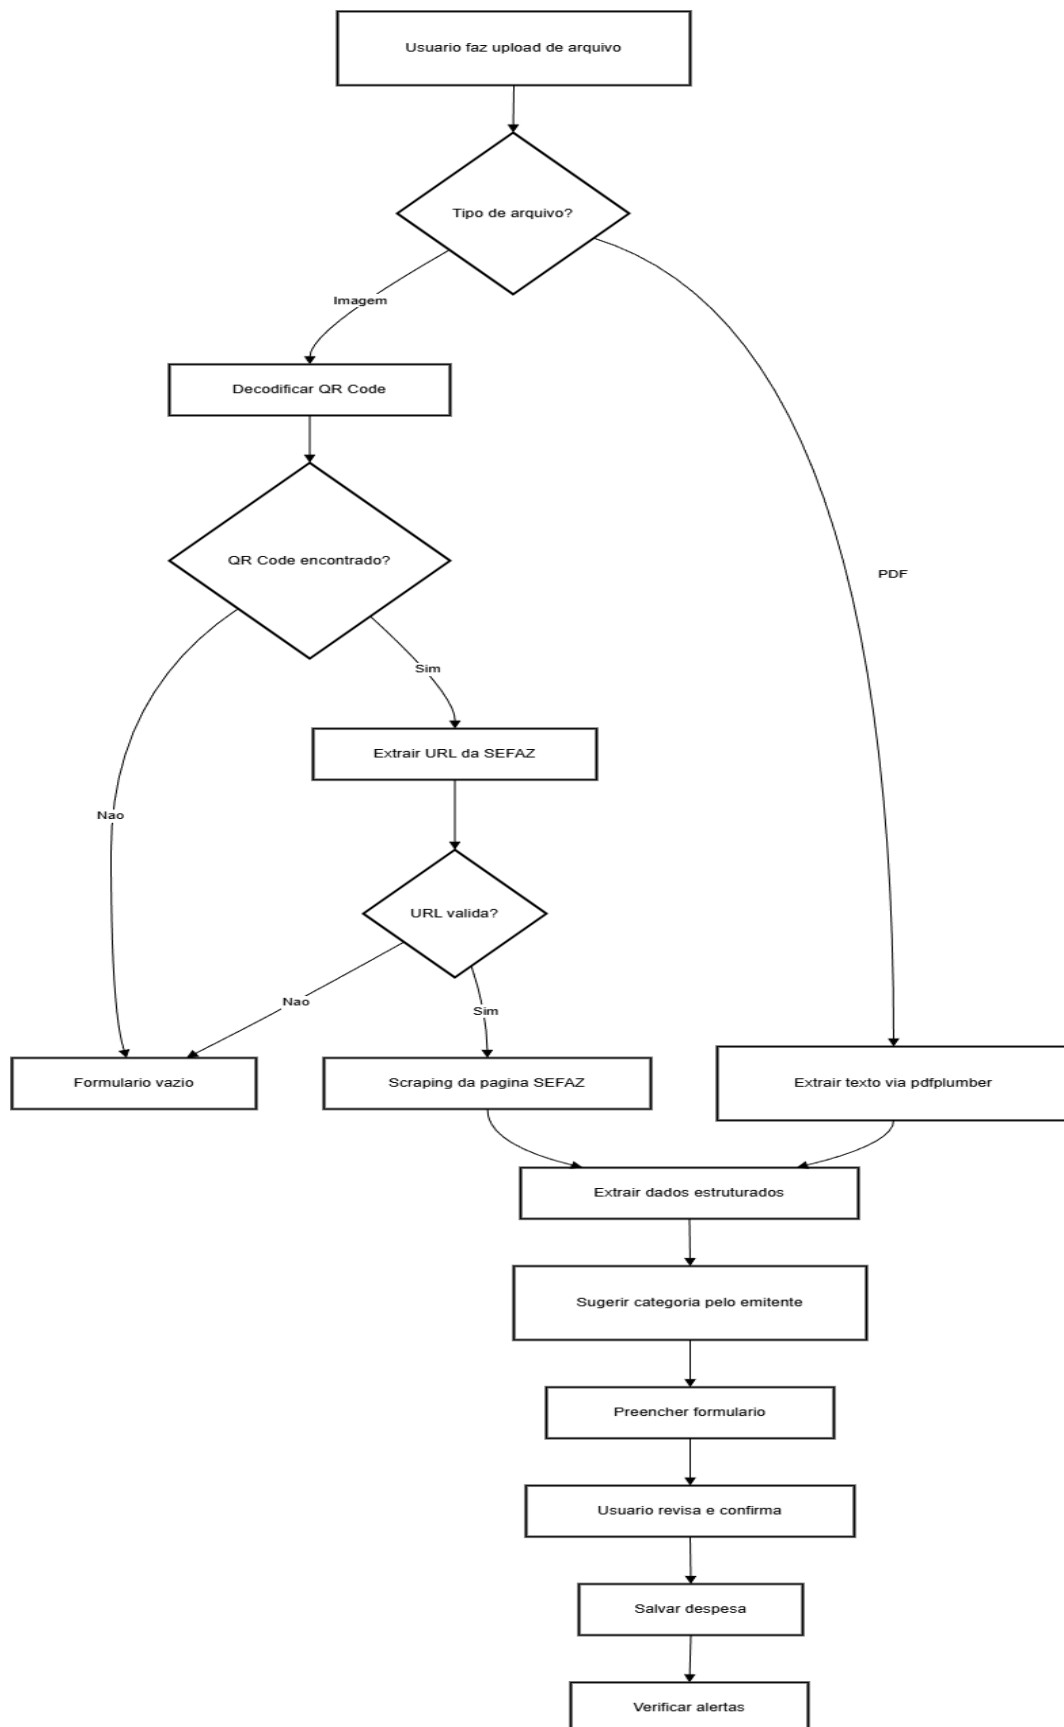 Usuario faz upload de arquivo
Tipo de arquivo?
Imagem
Decodificar QR Code
QR Code encontrado?
PDF
Sim
Extrair URL da SEFAZ
Nao
URL valida?
Nao
Sim
Formulario vazio
Scraping da pagina SEFAZ
Extrair texto via pdfplumber
Extrair dados estruturados
Sugerir categoria pelo emitente
Preencher formulario
Usuario revisa e confirma
Salvar despesa
Verificar alertas